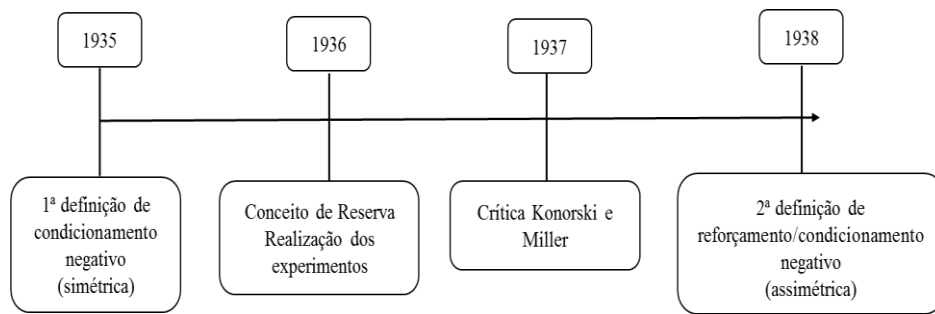 1935
1936
1937
1938
1ª definição de
condicionamento
negativo
(simétrica)
Conceito de Reserva
Realização dos
experimentos
Crítica Konorski e
Miller
2ª definição de
reforçamento/condicionamento
negativo
(assimétrica)